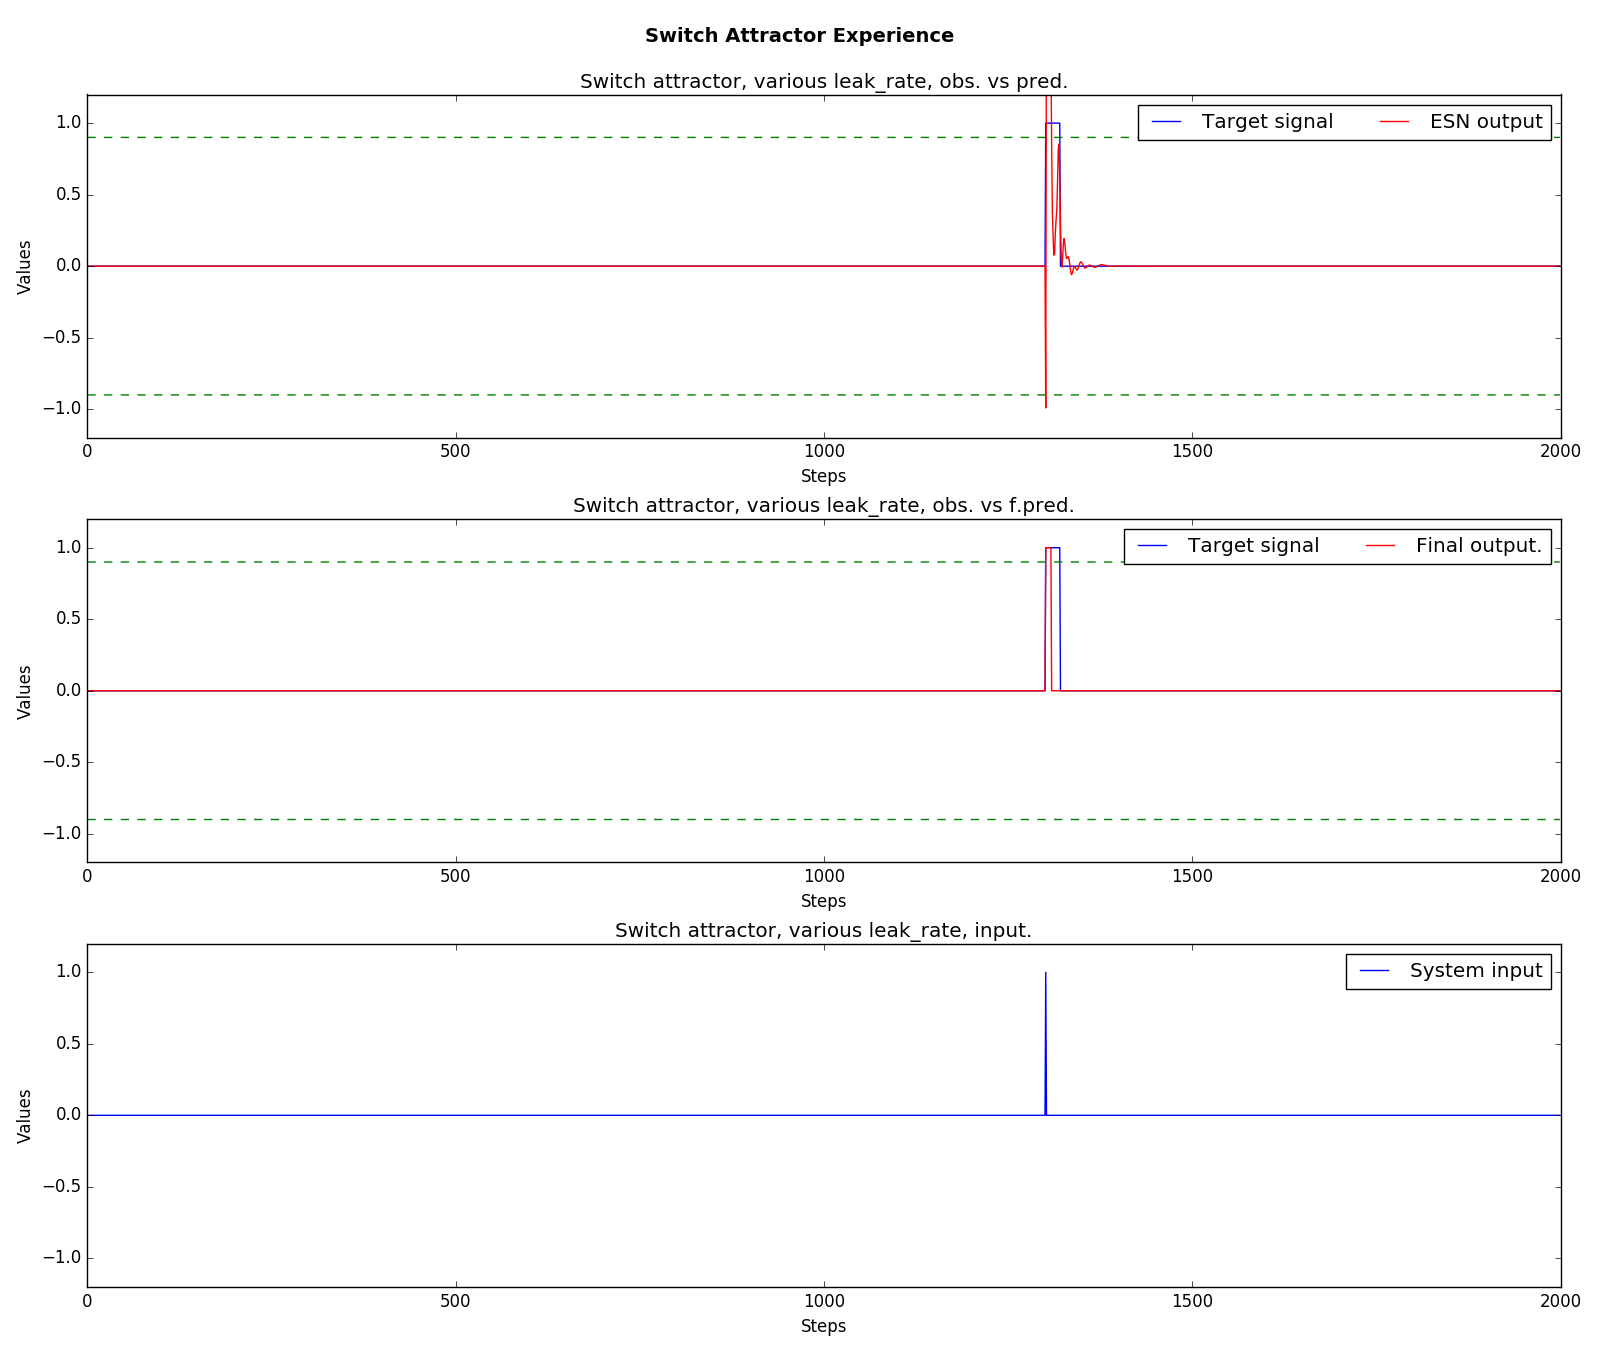 Switch Attractor Experience
Switch attractor, various leak_rate, obs. vs pred.
Target signal ESN output
1.0
0.5
0.0
−0.5
−1.0
Values
0 500 1000 1500 2000
Steps
Switch attractor, various leak_rate, obs. vs f.pred.
Target signal Final output.
1.0
0.5
0.0
−0.5
−1.0
Values
0 500 1000 1500 2000
Steps
Switch attractor, various leak_rate, input.
System input
1.0
0.5
0.0
−0.5
−1.0
Values
0 500 1000 1500 2000
Steps